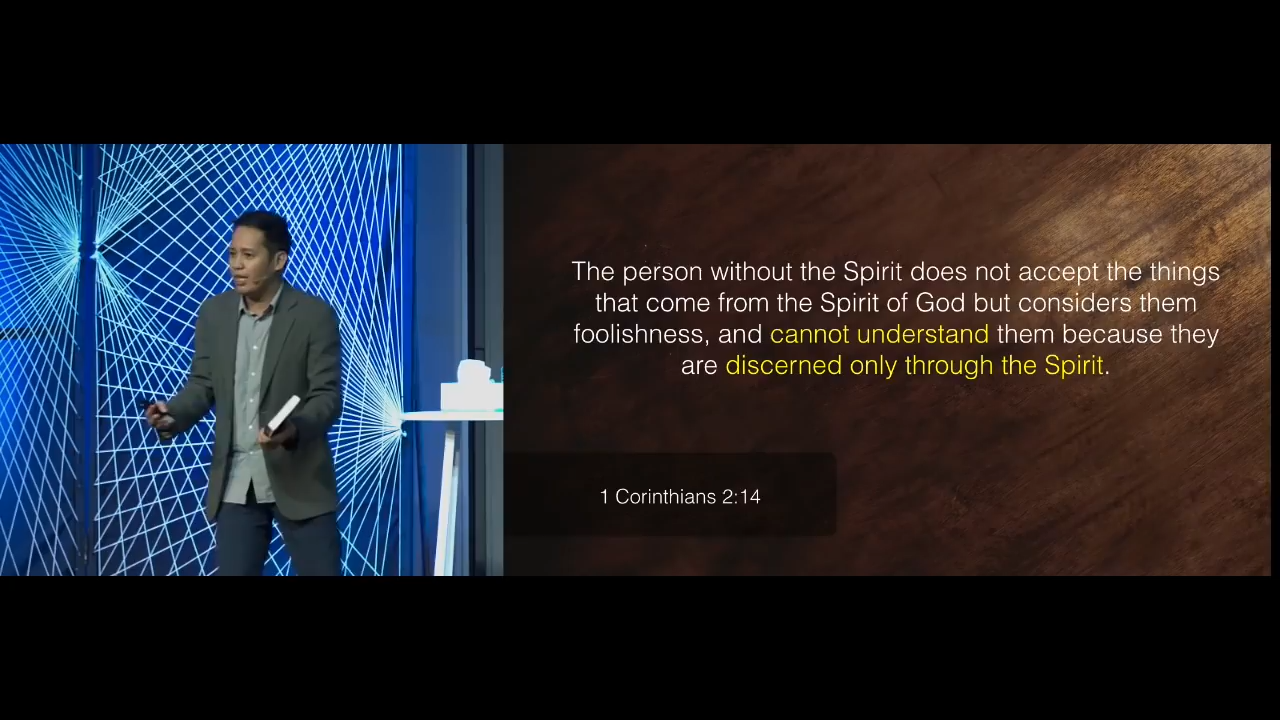 The person without the Spirit does not accept the things
that come from the Spirit of God but considers them
foolishness, and cannot understand them because they
are discerned only through the Spirit.
1 Corinthians 2:14